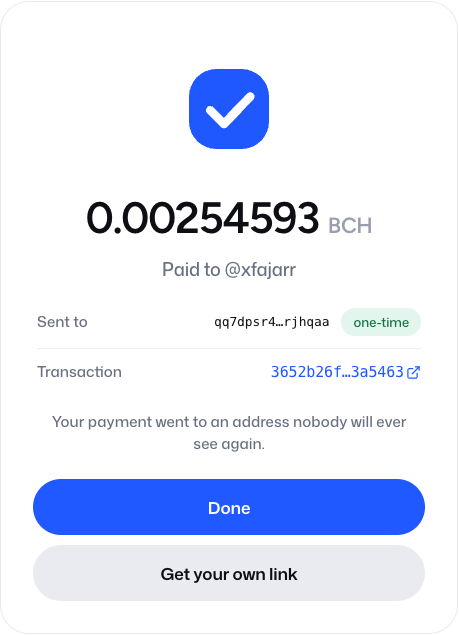 0.00254593 BCH
Paid to @xfajarr
Sent to qq7dpsr4…rjhqaa one-time
Transaction 3652b26f…3a5463
Your payment went to an address nobody will ever
see again.
Done
Get your own link